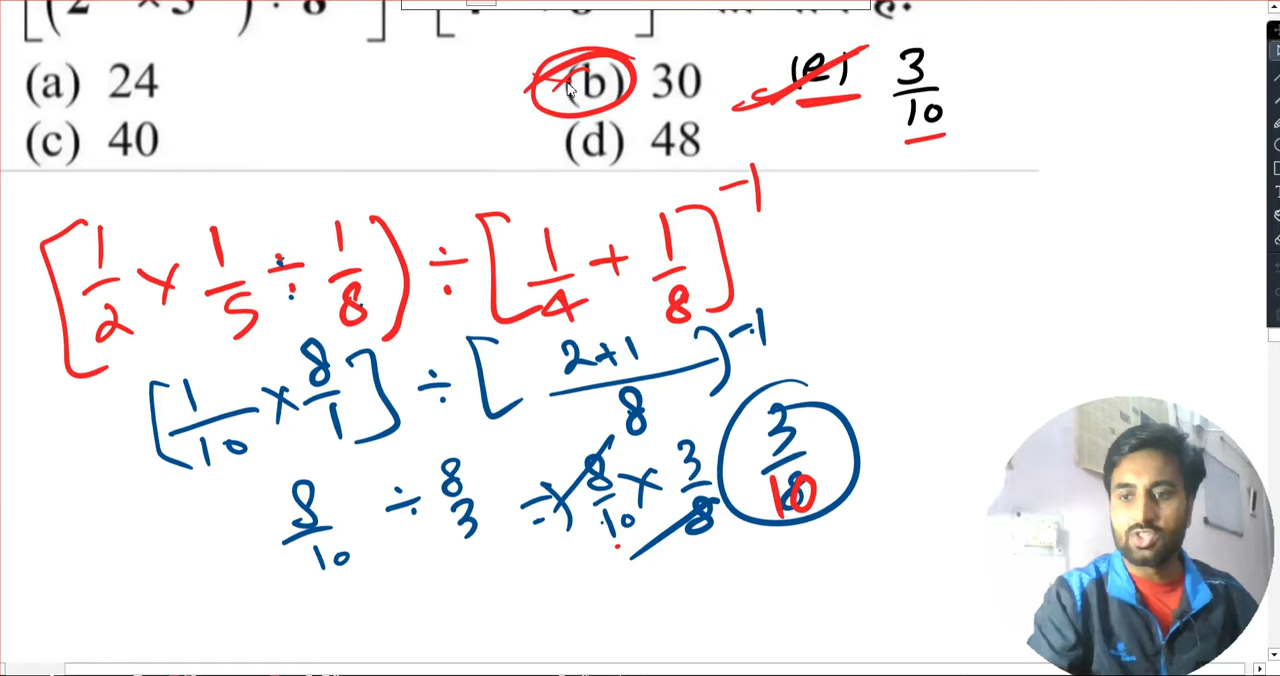 (a) 24 (b) 30 (e) 3/10
(c) 40 (d) 48
[1/2 × 1/5 ÷ 1/8) ÷ [1/4 + 1/8]⁻¹
[1/10 × 8/1] ÷ [2+1/8)⁻¹
8/10 ÷ 8/3 ⇒ 8/10 × 3/8 3/10